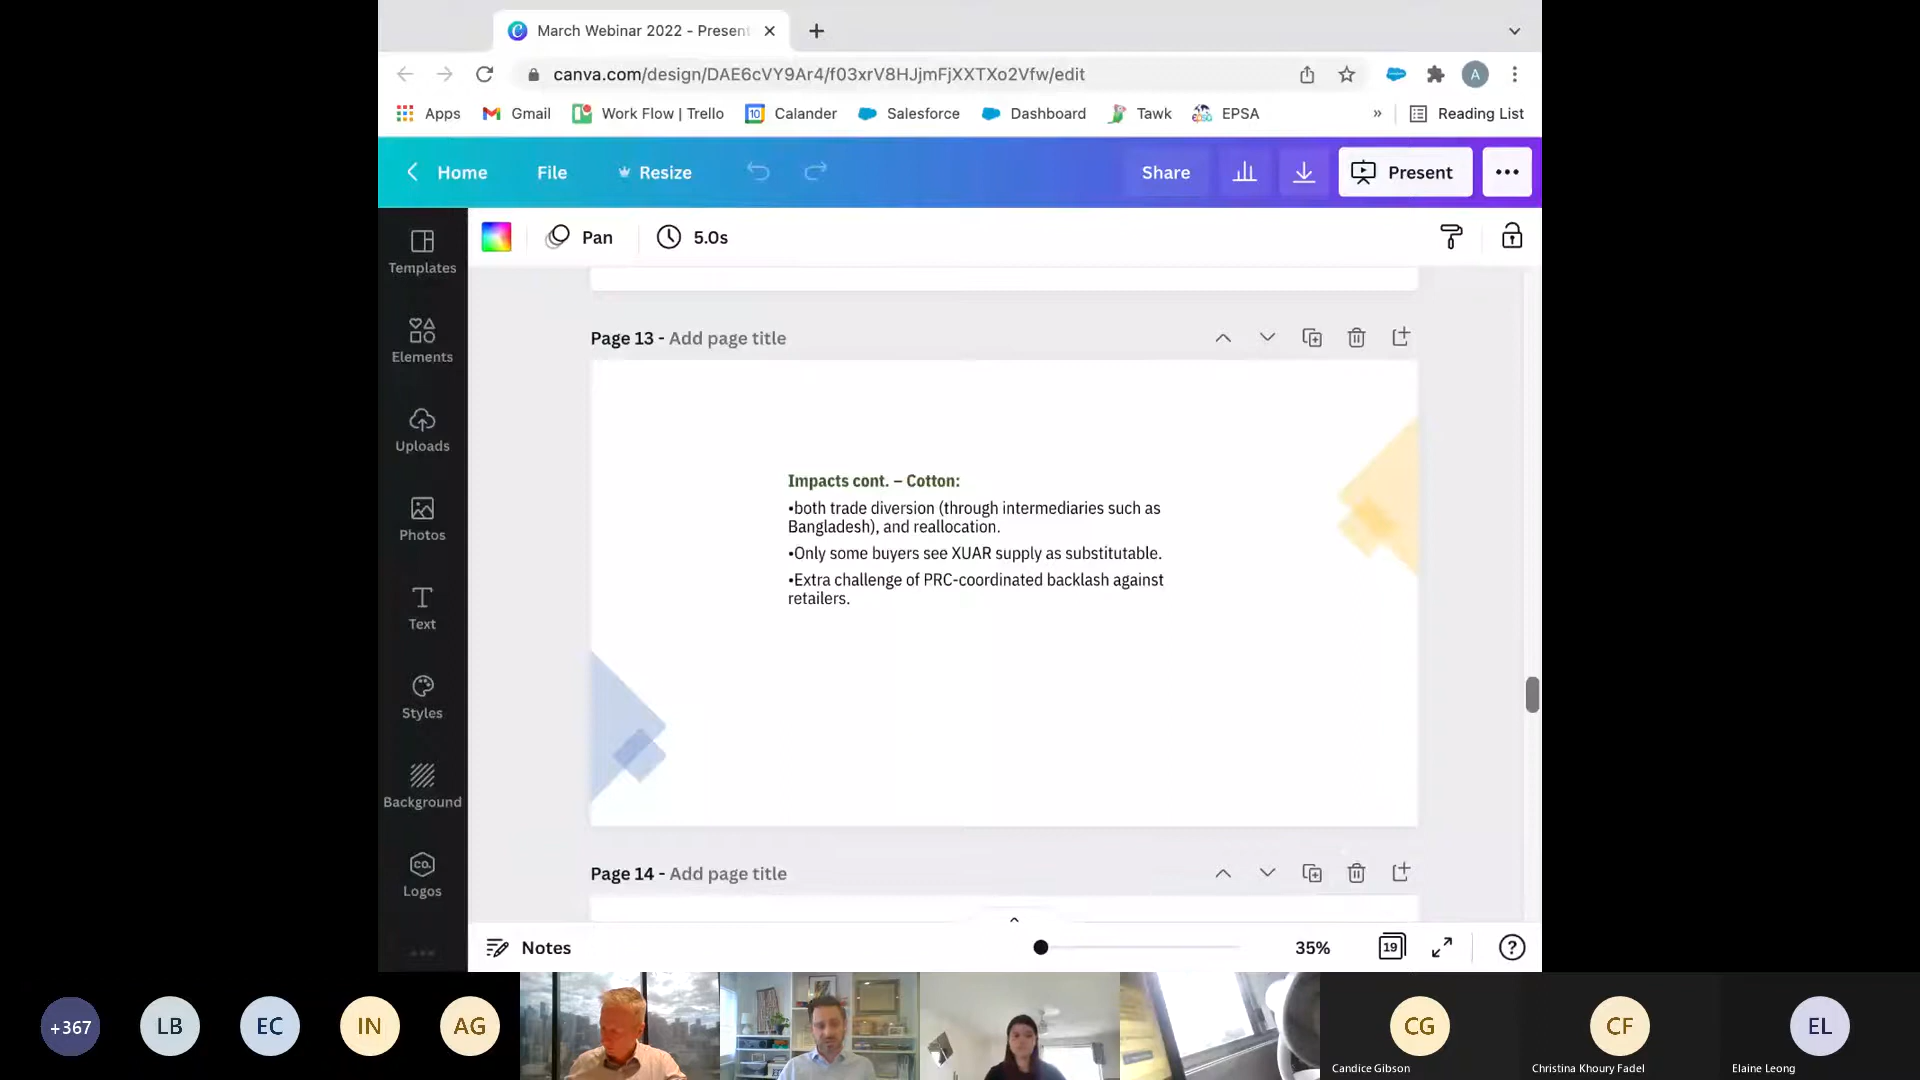 March Webinar 2022 - Present
canva.com/design/DAE6cVY9Ar4/f03xrV8HJjmFjXXTXo2Vfw/edit
A
Apps
Gmail
Work Flow | Trello
10
Calander
Salesforce
Dashboard
Tawk
EPSA
»
Reading List
Home
File
Resize
Share
Present
Pan
5.0s
Templates
Elements
Uploads
Photos
Text
Styles
Background
CO.
Logos
Page 13 - Add page title
Impacts cont. – Cotton:
•both trade diversion (through intermediaries such as
Bangladesh), and reallocation.
•Only some buyers see XUAR supply as substitutable.
•Extra challenge of PRC-coordinated backlash against
retailers.
Page 14 - Add page title
Notes
35%
19
?
+367
LB
EC
IN
AG
CG
CF
EL
Candice Gibson
Christina Khoury Fadel
Elaine Leong